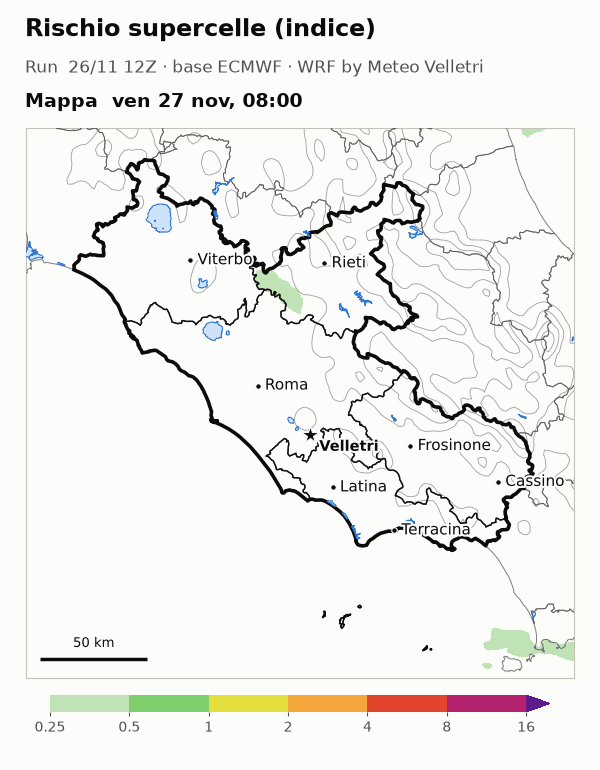 Rischio supercelle (indice)
Run  26/11 12Z · base ECMWF · WRF by Meteo Velletri
Mappa  ven 27 nov, 08:00
Viterbo
Rieti
Roma
Velletri
Frosinone
Latina
Cassino
Terracina
50 km
0.25 0.5 1 2 4 8 16